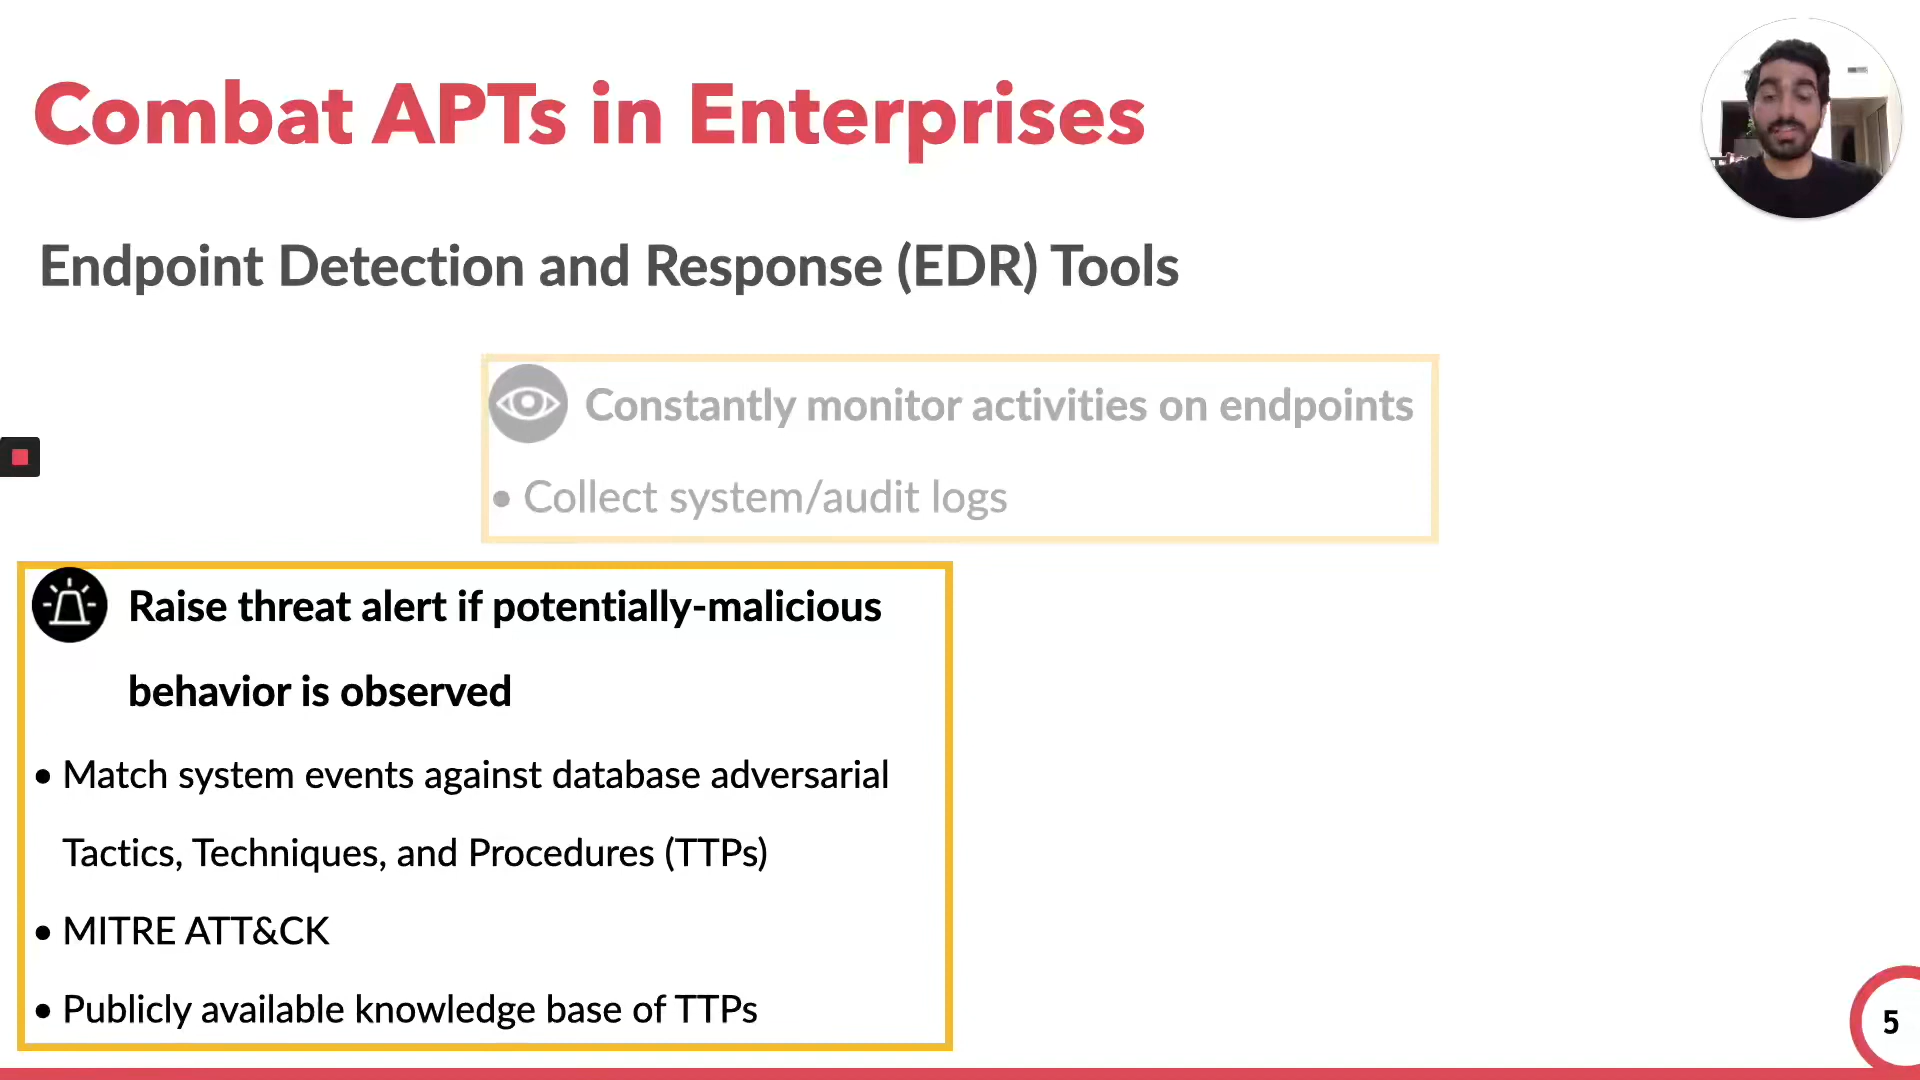 Combat APTs in Enterprises
Endpoint Detection and Response (EDR) Tools
Constantly monitor activities on endpoints
• Collect system/audit logs
Raise threat alert if potentially-malicious
behavior is observed
• Match system events against database adversarial
Tactics, Techniques, and Procedures (TTPs)
• MITRE ATT&CK
• Publicly available knowledge base of TTPs
5